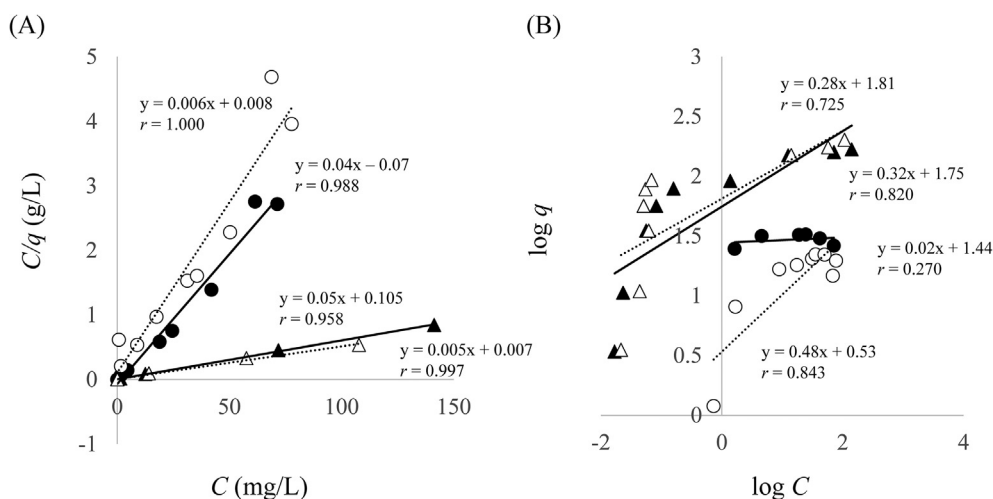 (A)
5
4
3
2
1
0
-1
0
50
100
150
C/q (g/L)
C (mg/L)
y = 0.006x + 0.008
r = 1.000
y = 0.04x – 0.07
r = 0.988
y = 0.05x + 0.105
r = 0.958
y = 0.005x + 0.007
r = 0.997
(B)
3
2.5
2
1.5
1
0.5
0
-2
0
2
4
log q
log C
y = 0.28x + 1.81
r = 0.725
y = 0.32x + 1.75
r = 0.820
y = 0.02x + 1.44
r = 0.270
y = 0.48x + 0.53
r = 0.843